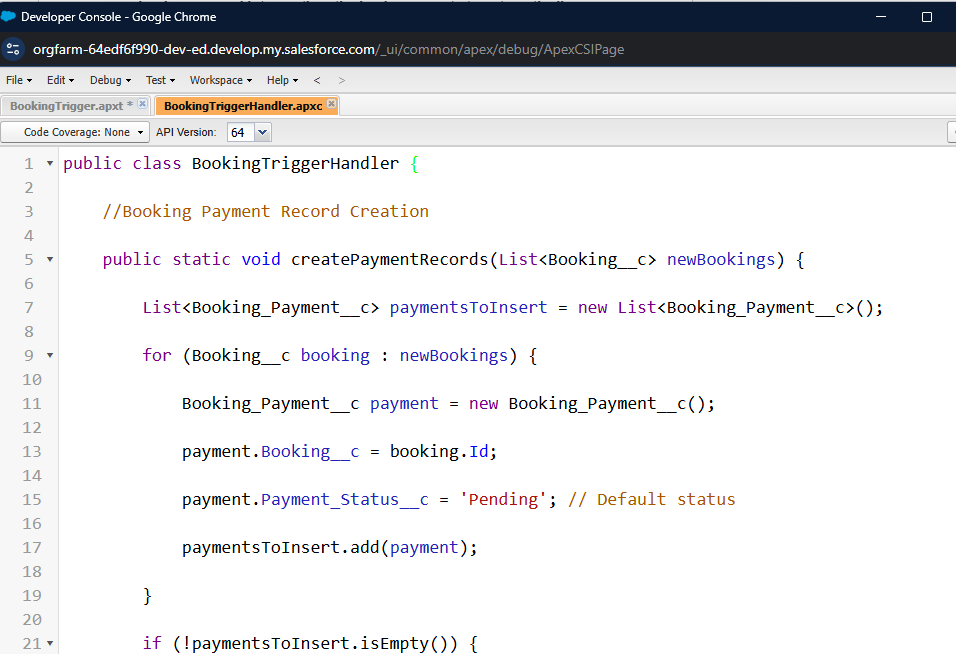 Developer Console - Google Chrome
orgfarm-64edf6f990-dev-ed.develop.my.salesforce.com/_ui/common/apex/debug/ApexCSIPage
File Edit Debug Test Workspace Help < >
BookingTrigger.apxt * BookingTriggerHandler.apxc
Code Coverage: None API Version: 64
1 public class BookingTriggerHandler {
2
3 //Booking Payment Record Creation
4
5 public static void createPaymentRecords(List<Booking__c> newBookings) {
6
7 List<Booking_Payment__c> paymentsToInsert = new List<Booking_Payment__c>();
8
9 for (Booking__c booking : newBookings) {
10
11 Booking_Payment__c payment = new Booking_Payment__c();
12
13 payment.Booking__c = booking.Id;
14
15 payment.Payment_Status__c = 'Pending'; // Default status
16
17 paymentsToInsert.add(payment);
18
19 }
20
21 if (!paymentsToInsert.isEmpty()) {